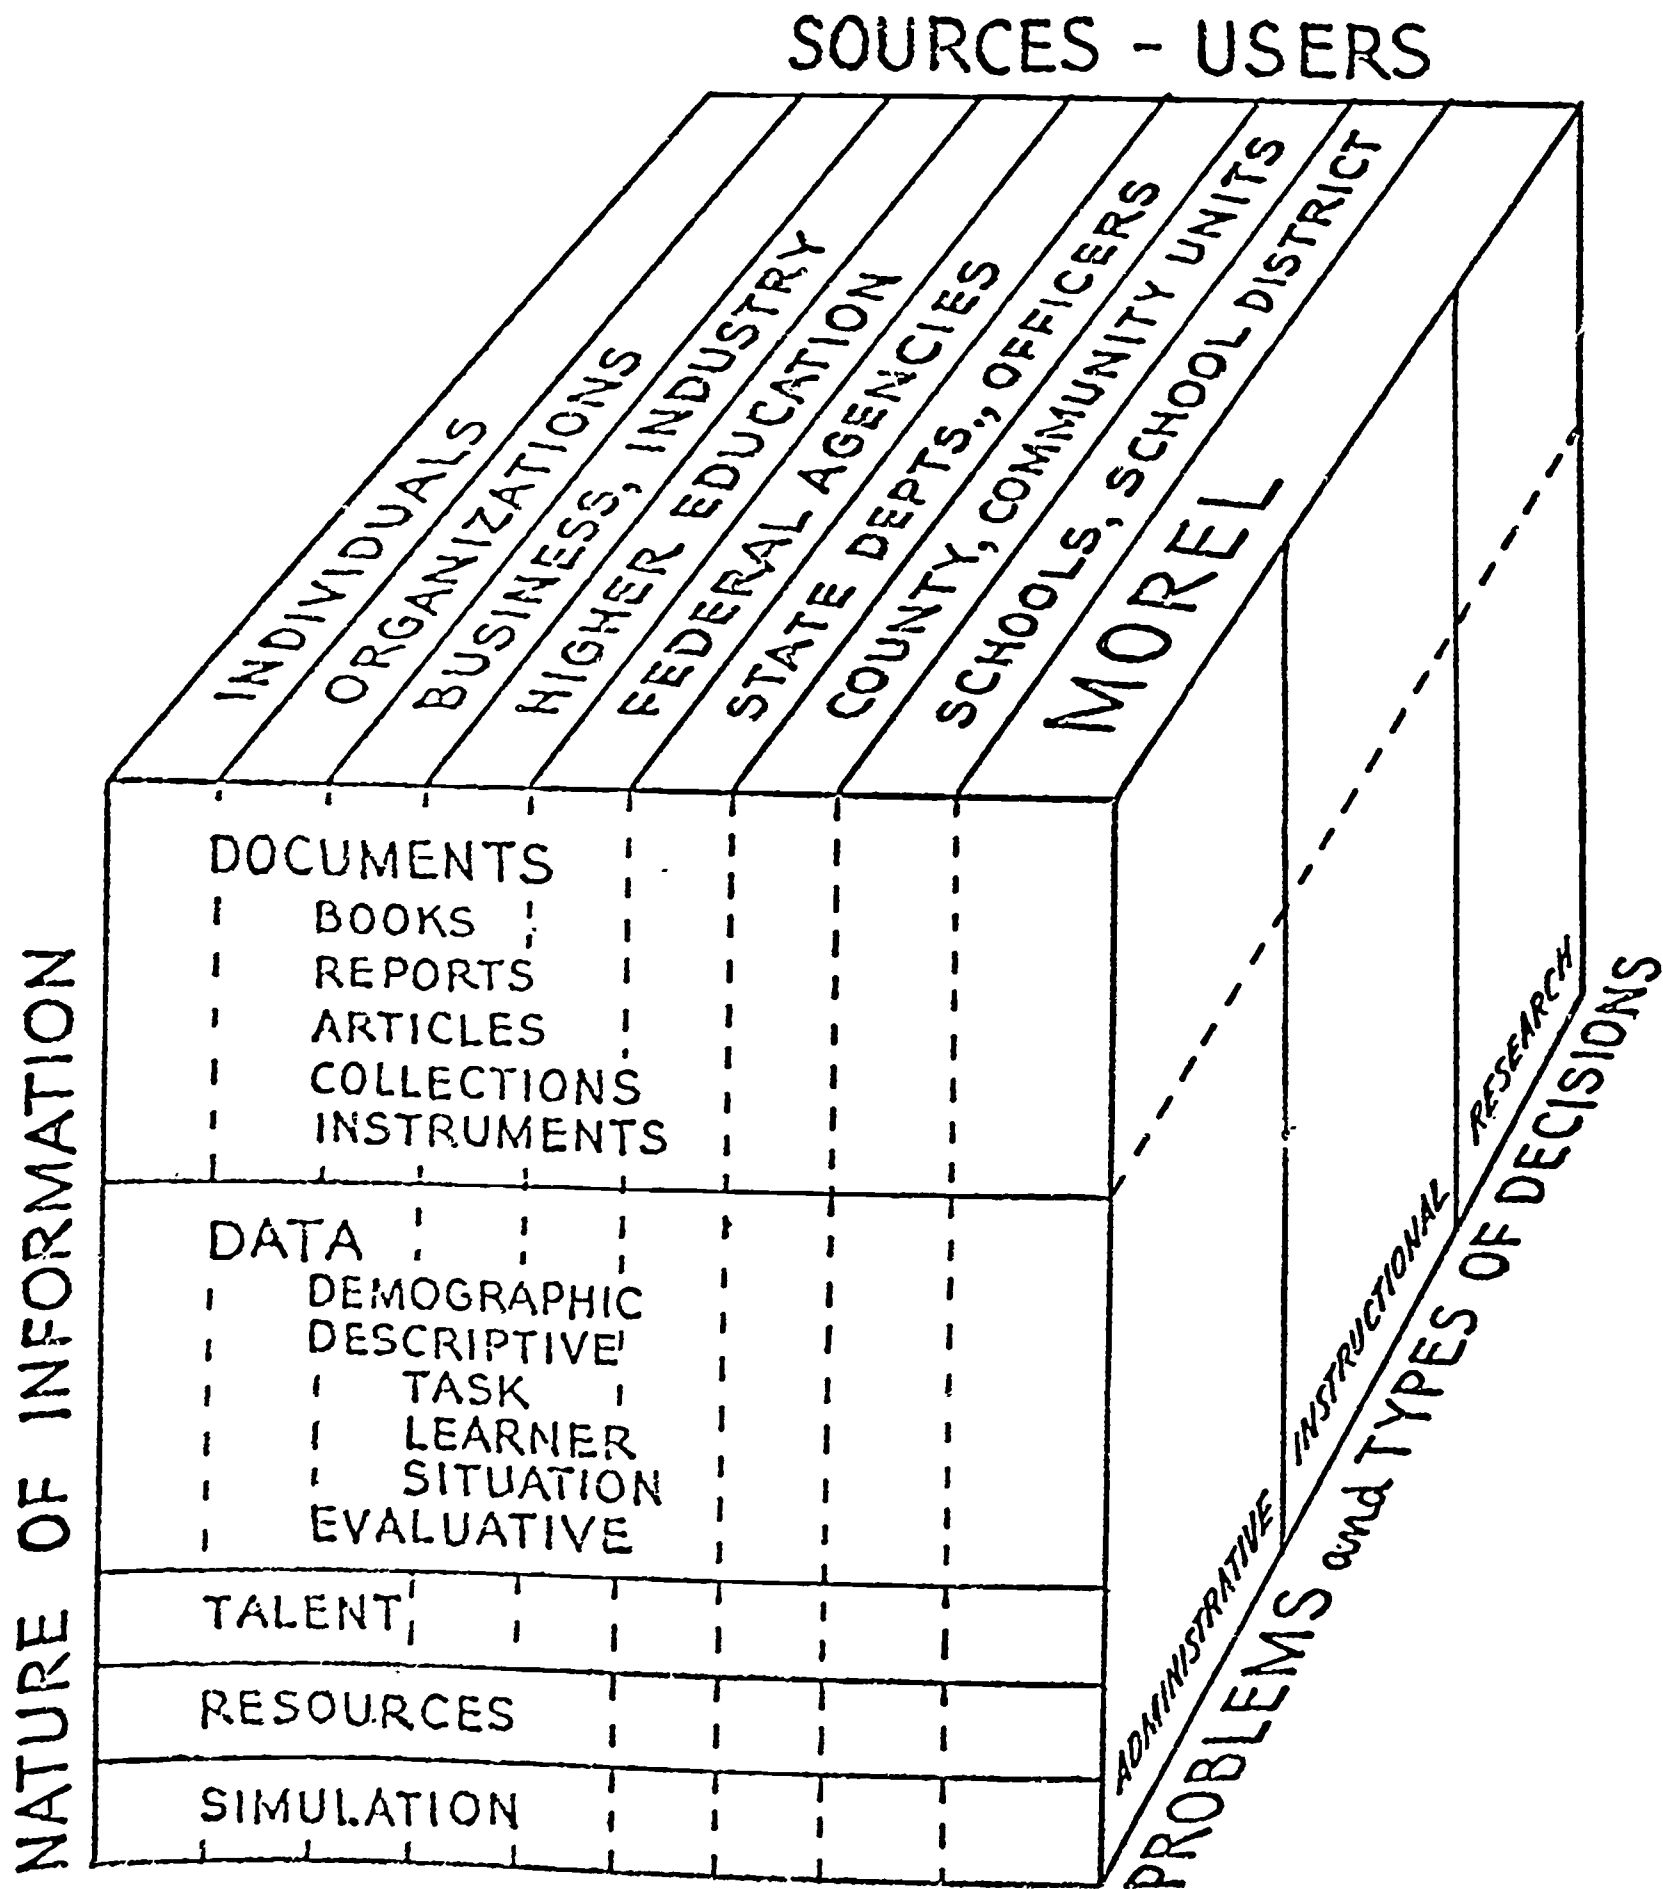 SOURCES - USERS
INDIVIDUALS
ORGANIZATIONS
BUSINESS, INDUSTRY
HIGHER EDUCATION
FEDERAL AGENCIES
STATE DEPTS., OFFICERS
COUNTY, COMMUNITY UNITS
SCHOOLS, SCHOOL DISTRICT
MOREL
NATURE OF INFORMATION
DOCUMENTS
BOOKS
REPORTS
ARTICLES
COLLECTIONS
INSTRUMENTS
DATA
DEMOGRAPHIC
DESCRIPTIVE
TASK
LEARNER
SITUATION
EVALUATIVE
TALENT
RESOURCES
SIMULATION
ADMINISTRATIVE
INSTRUCTIONAL
RESEARCH
PROBLEMS and TYPES OF DECISIONS